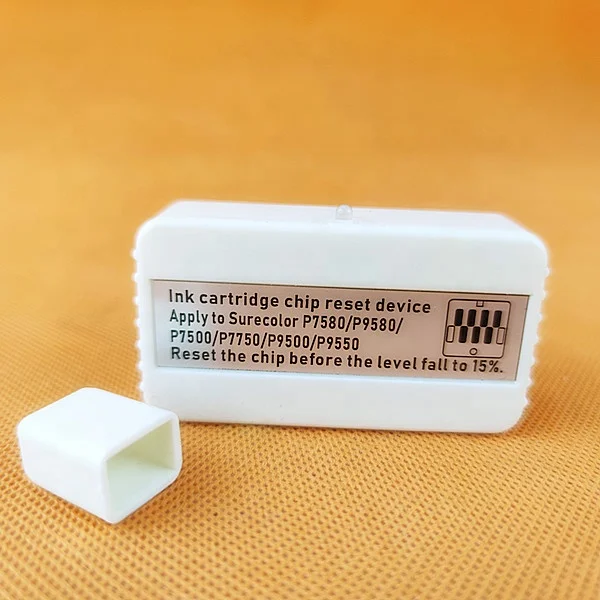 Ink cartridge chip reset device
Apply to Surecolor P7580/P9580/
P7500/P7750/P9500/P9550
Reset the chip before the level fall to 15%.